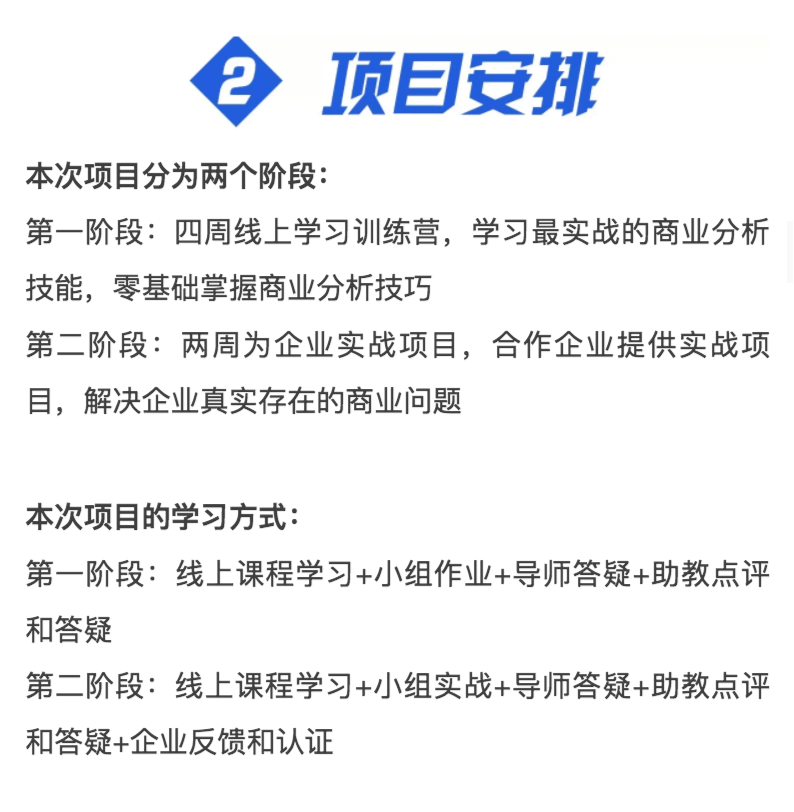 2 项目安排
本次项目分为两个阶段：
第一阶段：四周线上学习训练营，学习最实战的商业分析
技能，零基础掌握商业分析技巧
第二阶段：两周为企业实战项目，合作企业提供实战项
目，解决企业真实存在的商业问题
本次项目的学习方式：
第一阶段：线上课程学习+小组作业+导师答疑+助教点评
和答疑
第二阶段：线上课程学习+小组实战+导师答疑+助教点评
和答疑+企业反馈和认证